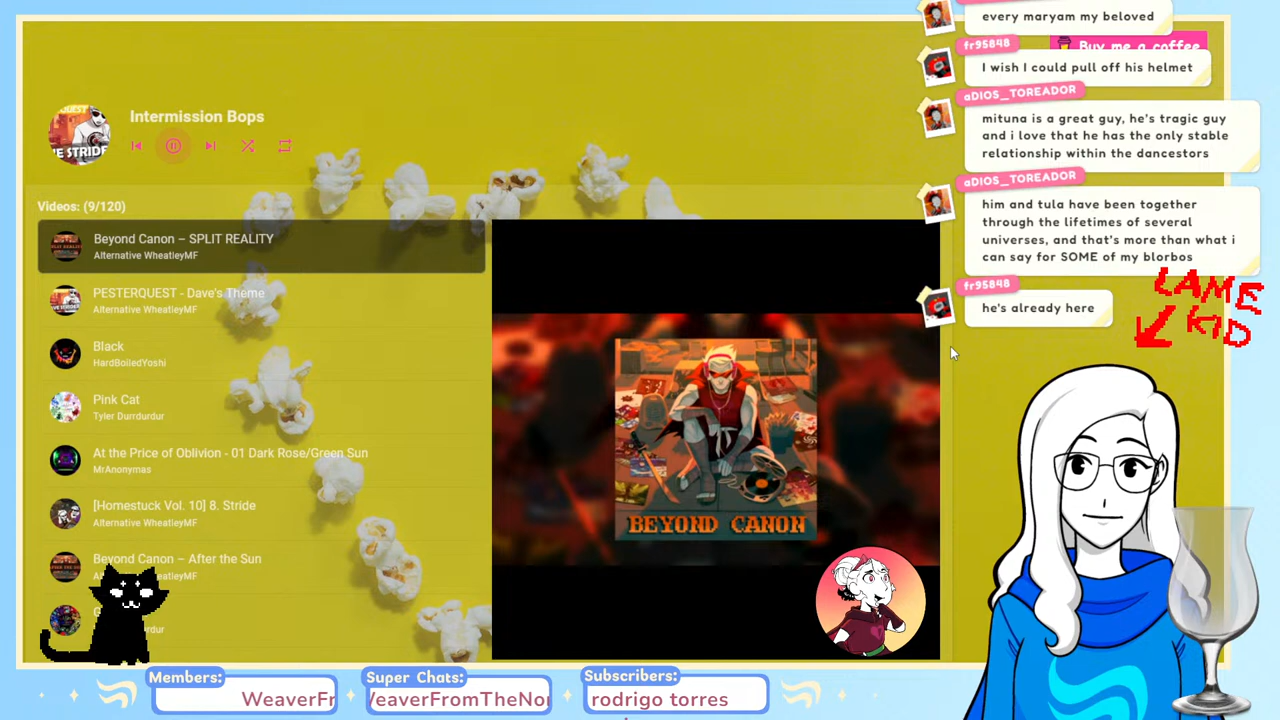 every maryam my beloved
Buy me a coffee
fr95848
I wish I could pull off his helmet
aDIOS_TOREADOR
mituna is a great guy, he's tragic guy
and i love that he has the only stable
relationship within the dancestors
aDIOS_TOREADOR
him and tula have been together
through the lifetimes of several
universes, and that's more than what i
can say for SOME of my blorbos
fr95848
he's already here
LAME
KID
Intermission Bops
E STRIDE
Videos: (9/120)
Beyond Canon – SPLIT REALITY
Alternative WheatleyMF
PESTERQUEST - Dave's Theme
Alternative WheatleyMF
Black
HardBoiledYoshi
Pink Cat
Tyler Durrdurdur
At the Price of Oblivion - 01 Dark Rose/Green Sun
MrAnonymas
[Homestuck Vol. 10] 8. Stride
Alternative WheatleyMF
Beyond Canon – After the Sun
WheatleyMF
BEYOND CANON
Members:
WeaverFr
Super Chats:
WeaverFromTheNor
Subscribers:
rodrigo torres